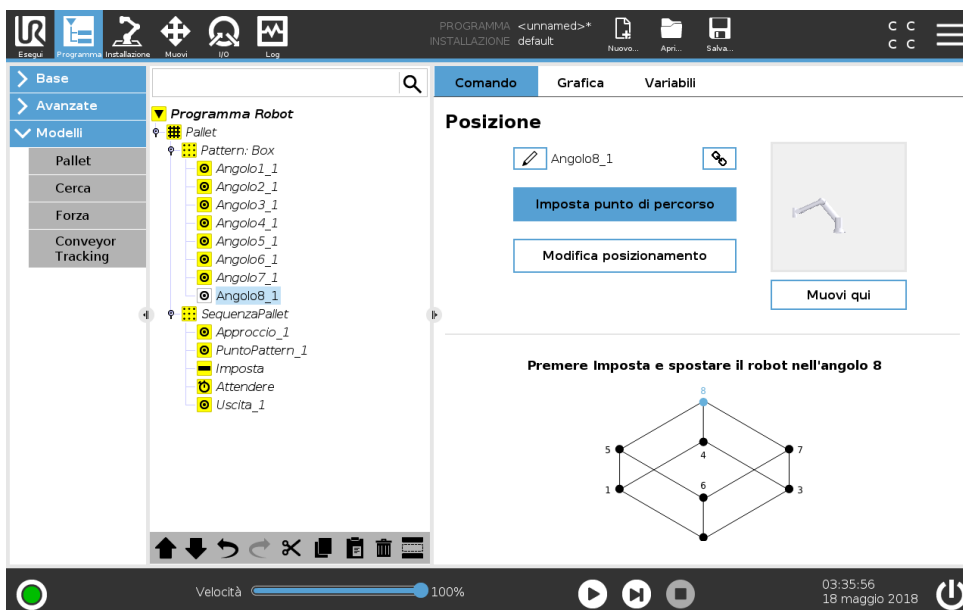 UR
PROGRAMMA <unnamed>*
INSTALLAZIONE default
Esegui Programma Installazione Muovi I/O Log
Nuovo... Apri... Salva...
C C
C C
Base
Avanzate
Modelli
Pallet
Cerca
Forza
Conveyor
Tracking
Programma Robot
Pallet
Pattern: Box
Angolo1_1
Angolo2_1
Angolo3_1
Angolo4_1
Angolo5_1
Angolo6_1
Angolo7_1
Angolo8_1
SequenzaPallet
Approccio_1
PuntoPattern_1
Imposta
Attendere
Uscita_1
Comando Grafica Variabili
Posizione
Angolo8_1
Imposta punto di percorso
Modifica posizionamento
Muovi qui
Premere Imposta e spostare il robot nell'angolo 8
8
5 4 7
1 6 3
Velocità 100%
03:35:56
18 maggio 2018